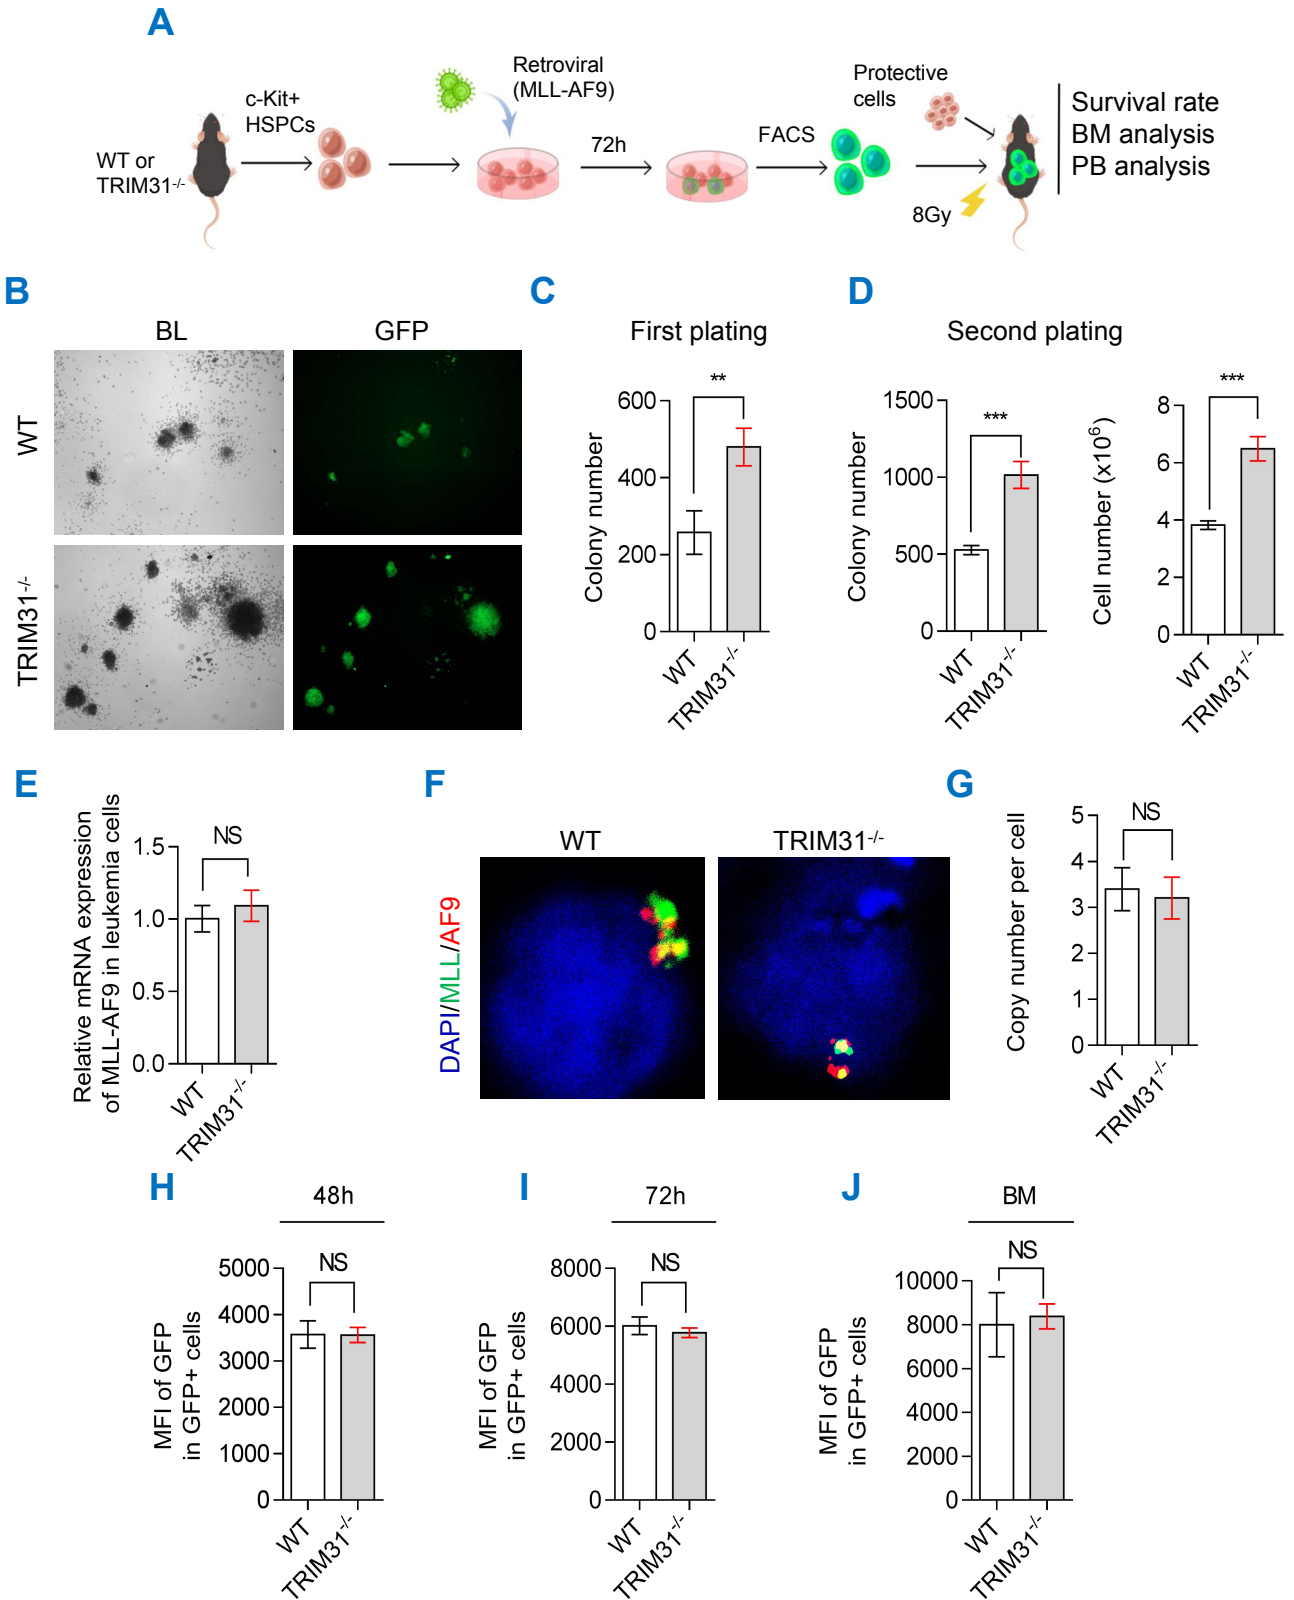 A
WT or
TRIM31-/-
c-Kit+
HSPCs
Retroviral
(MLL-AF9)
72h
FACS
Protective
cells
8Gy
Survival rate
BM analysis
PB analysis
B
BL
GFP
WT
TRIM31-/-
C
First plating
**
Colony number
600
400
200
0
WT
TRIM31-/-
D
Second plating
***
Colony number
1500
1000
500
0
WT
TRIM31-/-
***
Cell number (x10⁶)
8
6
4
2
0
WT
TRIM31-/-
E
Relative mRNA expression
of MLL-AF9 in leukemia cells
NS
1.5
1.0
0.5
0.0
WT
TRIM31-/-
F
WT
TRIM31-/-
DAPI/MLL/AF9
G
Copy number per cell
NS
5
4
3
2
1
0
WT
TRIM31-/-
H
48h
NS
MFI of GFP
in GFP+ cells
5000
4000
3000
2000
1000
0
WT
TRIM31-/-
I
72h
NS
MFI of GFP
in GFP+ cells
8000
6000
4000
2000
0
WT
TRIM31-/-
J
BM
NS
MFI of GFP
in GFP+ cells
10000
8000
6000
4000
2000
0
WT
TRIM31-/-